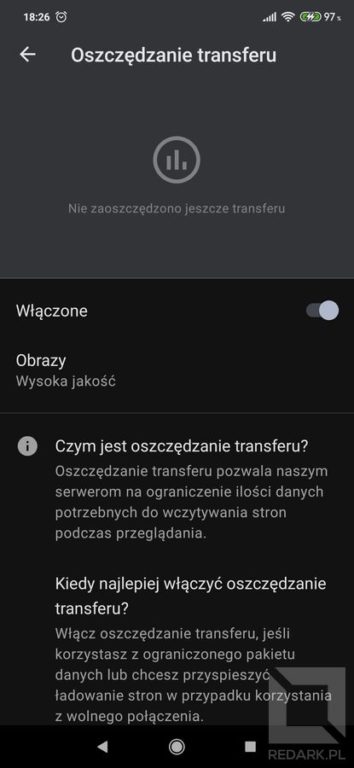 18:26
97%
Oszczędzanie transferu
Nie zaoszczędzono jeszcze transferu
Włączone
Obrazy
Wysoka jakość
Czym jest oszczędzanie transferu?
Oszczędzanie transferu pozwala naszym
serwerom na ograniczenie ilości danych
potrzebnych do wczytywania stron
podczas przeglądania.
Kiedy najlepiej włączyć oszczędzanie
transferu?
Włącz oszczędzanie transferu, jeśli
korzystasz z ograniczonego pakietu
danych lub chcesz przyspieszyć
ładowanie stron w przypadku korzystania
z wolnego połączenia.
REDARK.PL